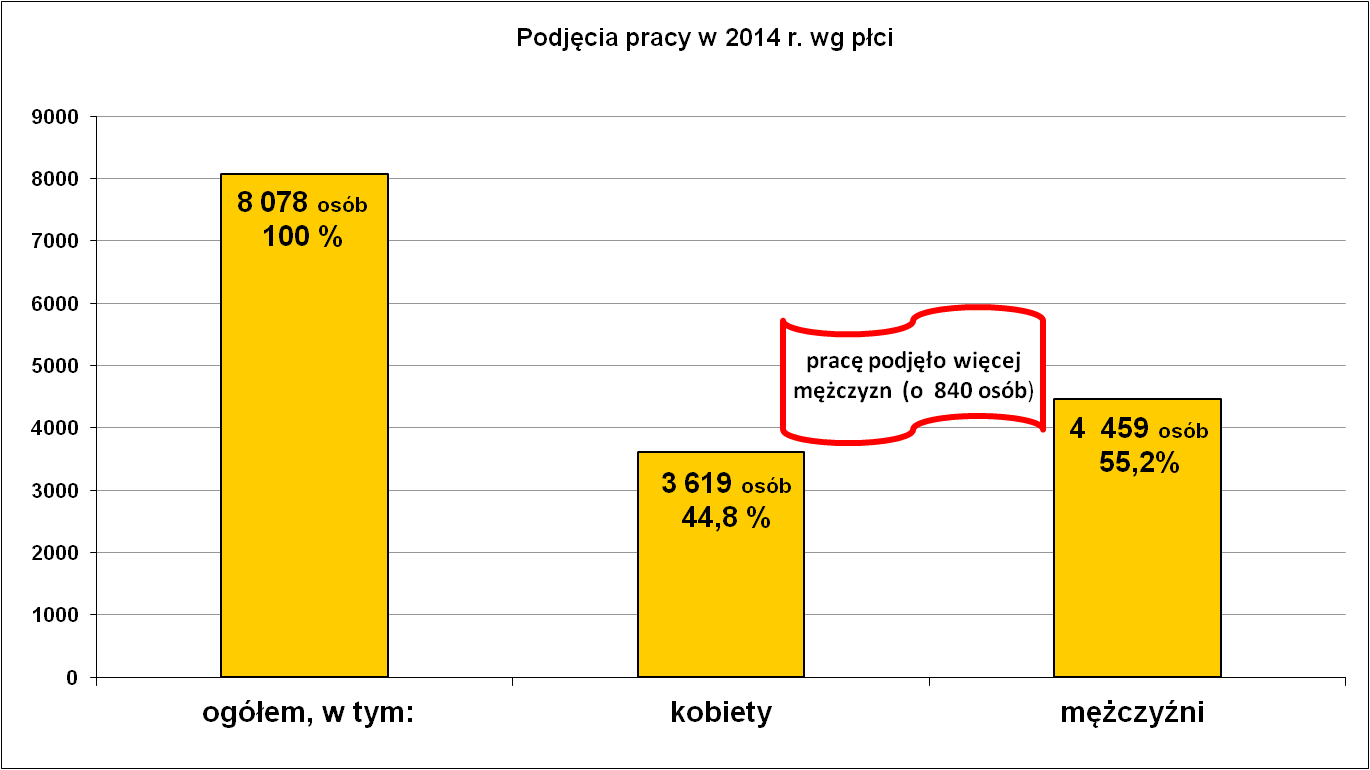 Podjęcia pracy w 2014 r. wg płci
9000
8000
7000
6000
5000
4000
3000
2000
1000
0
8 078 osób
100 %
3 619 osób
44,8 %
pracę podjęło więcej
mężczyzn (o 840 osób)
4 459 osób
55,2%
ogółem, w tym:
kobiety
mężczyźni